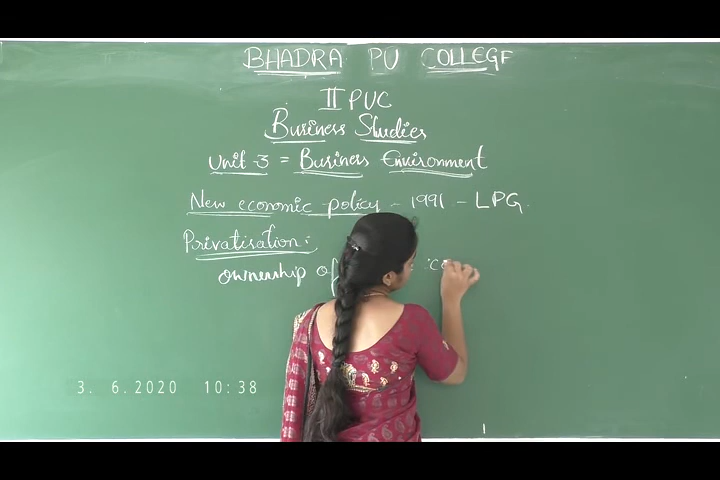 BHADRA PU COLLEGE
II PUC
Business Studies
Unit-3 = Business Environment
New economic policy - 1991 - LPG
Privatisation:
ownership of
3. 6.2020 10:38